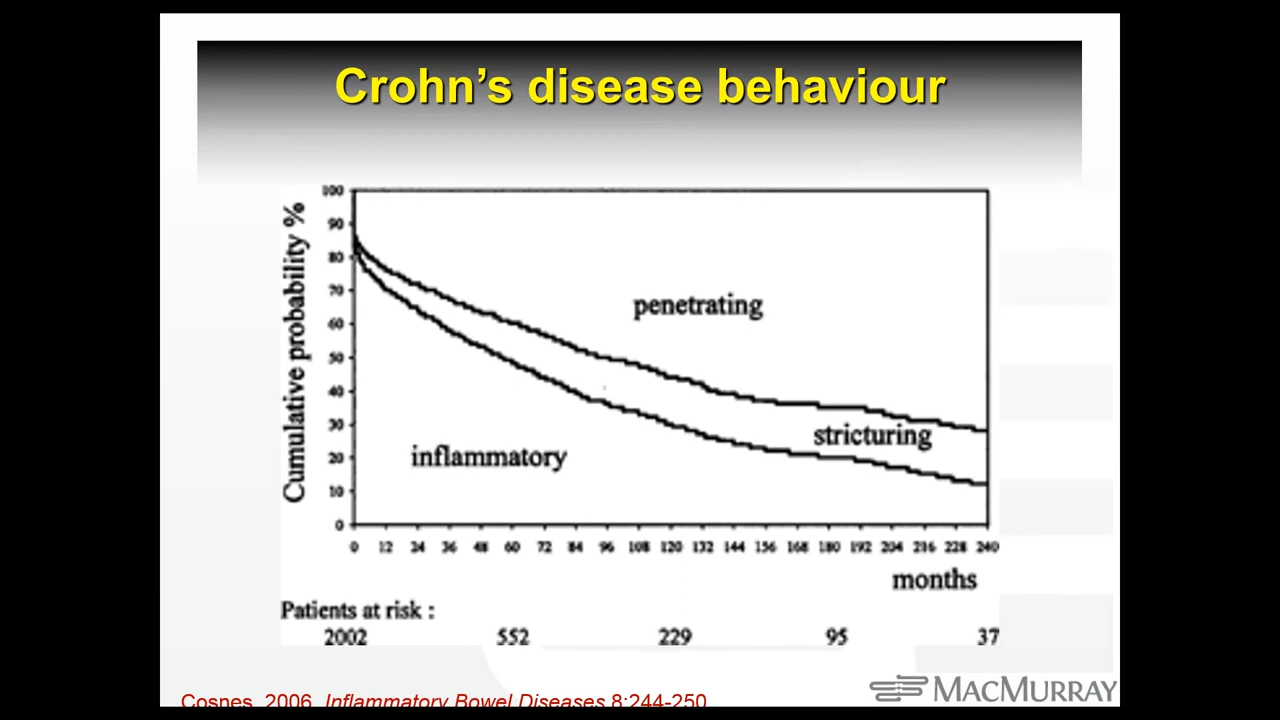 Crohn's disease behaviour
Cumulative probability %
100
90
80
70
60
50
40
30
20
10
0
penetrating
stricturing
inflammatory
0 12 24 36 48 60 72 84 96 108 120 132 144 156 168 180 192 204 216 228 240
months
Patients at risk :
2002 552 229 95 37
Cosnes, 2006, Inflammatory Bowel Diseases 8:244-250
MACMURRAY